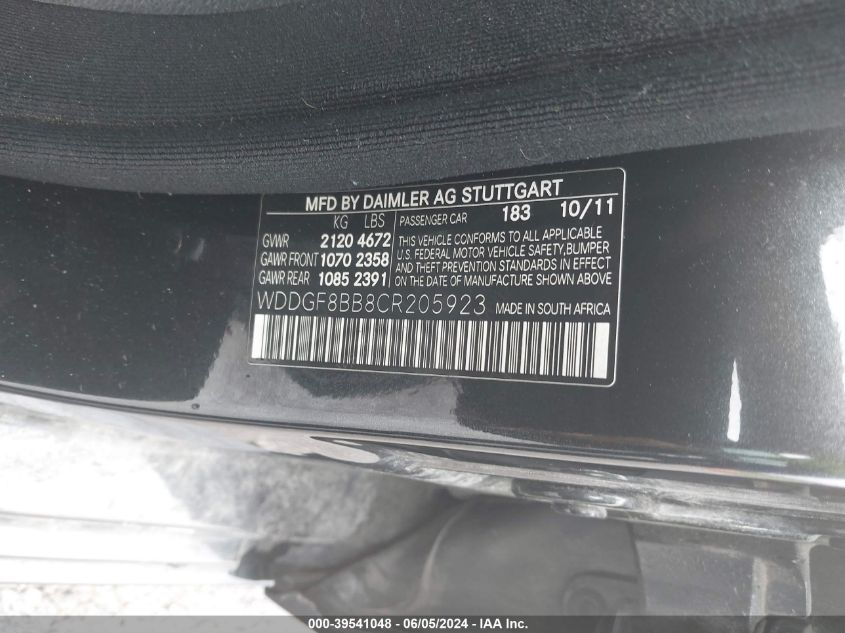 MFD BY DAIMLER AG STUTTGART
KG LBS
GVWR 2120 4672
GAWR FRONT 1070 2358
GAWR REAR 1085 2391
PASSENGER CAR 183 10/11
THIS VEHICLE CONFORMS TO ALL APPLICABLE
U.S. FEDERAL MOTOR VEHICLE SAFETY,BUMPER
AND THEFT PREVENTION STANDARDS IN EFFECT
ON THE DATE OF MANUFACTURE SHOWN ABOVE
WDDGF8BB8CR205923 MADE IN SOUTH AFRICA
000-39541048 - 06/05/2024 - IAA Inc.